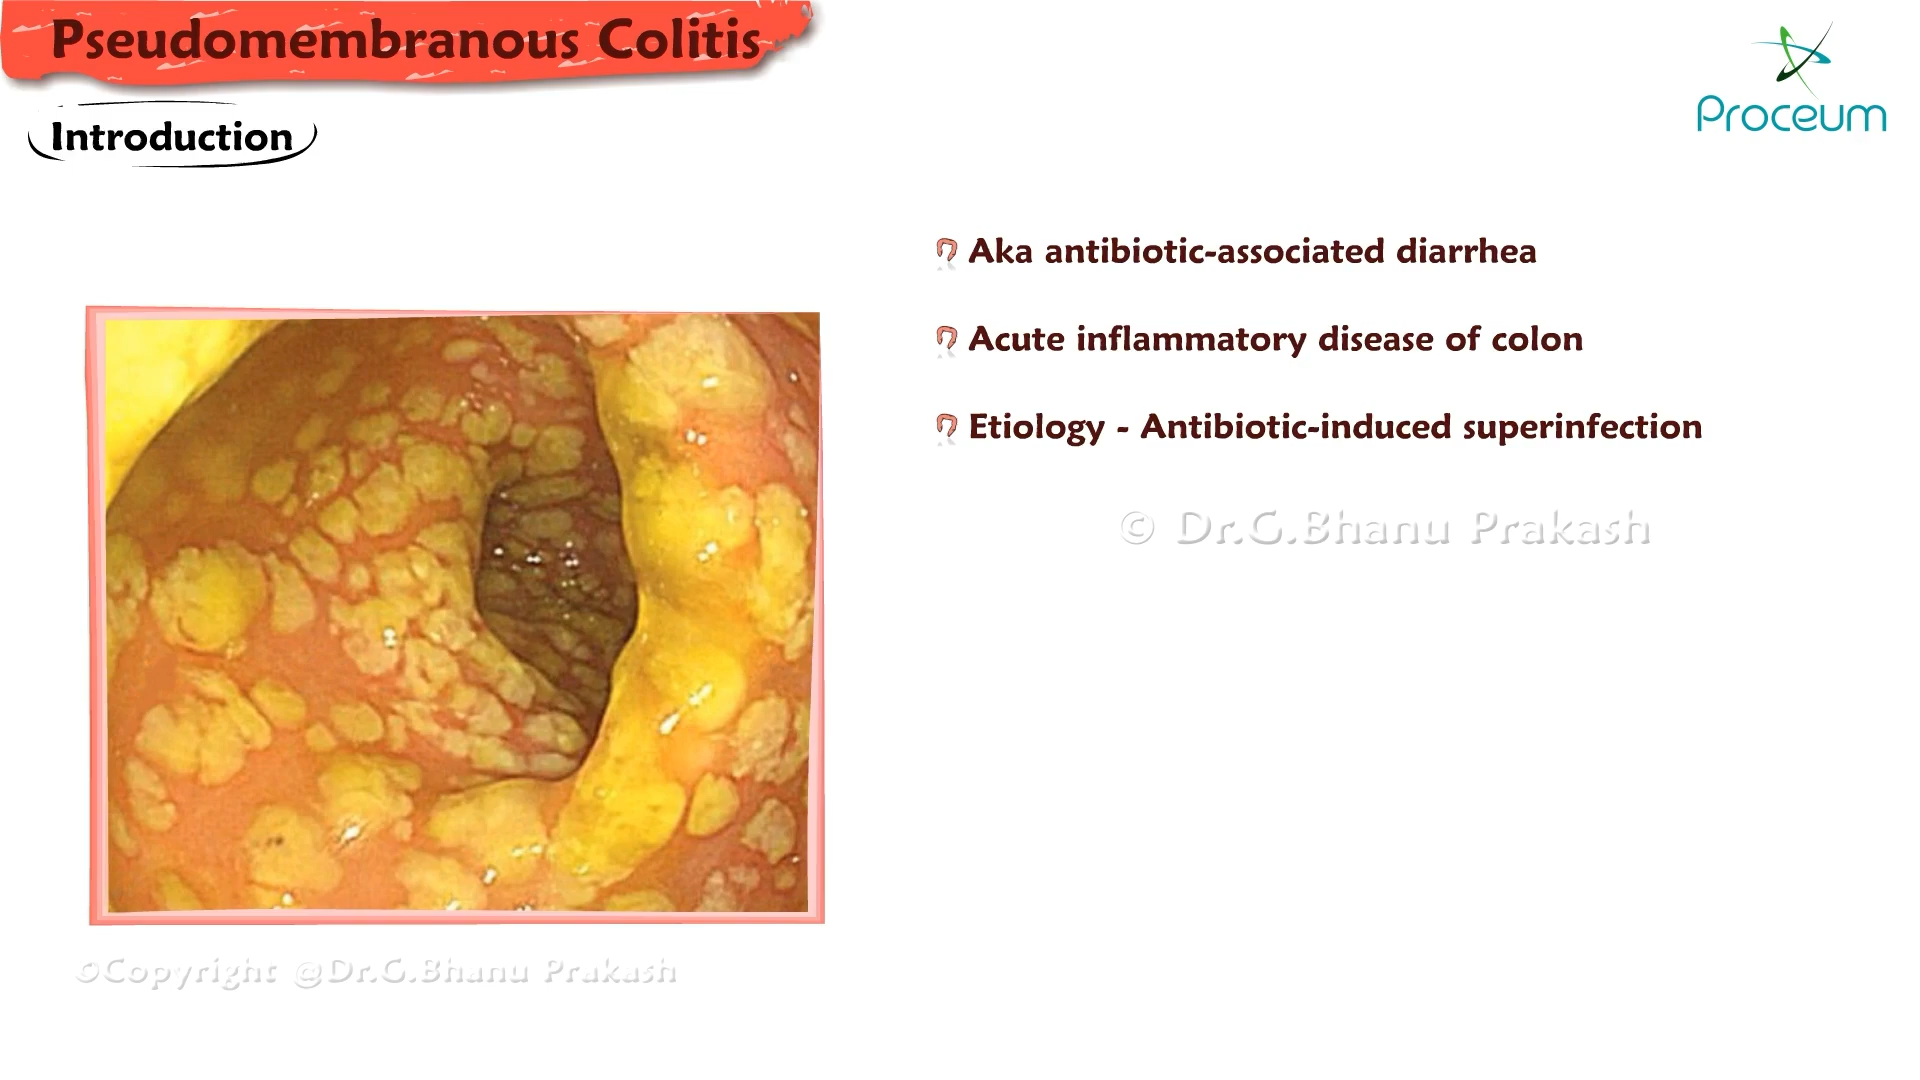 Pseudomembranous Colitis
Introduction
Proceum
Aka antibiotic-associated diarrhea
Acute inflammatory disease of colon
Etiology - Antibiotic-induced superinfection
© Dr.G.Bhanu Prakash
©Copyright @Dr.G.Bhanu Prakash